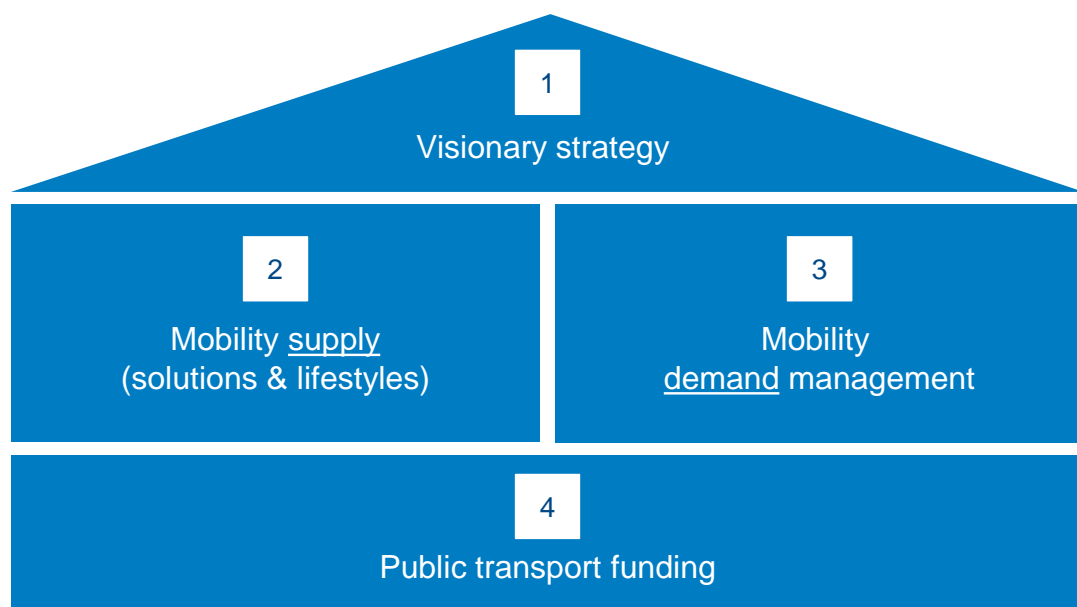 1
Visionary strategy
2
Mobility supply
(solutions & lifestyles)
3
Mobility
demand management
4
Public transport funding